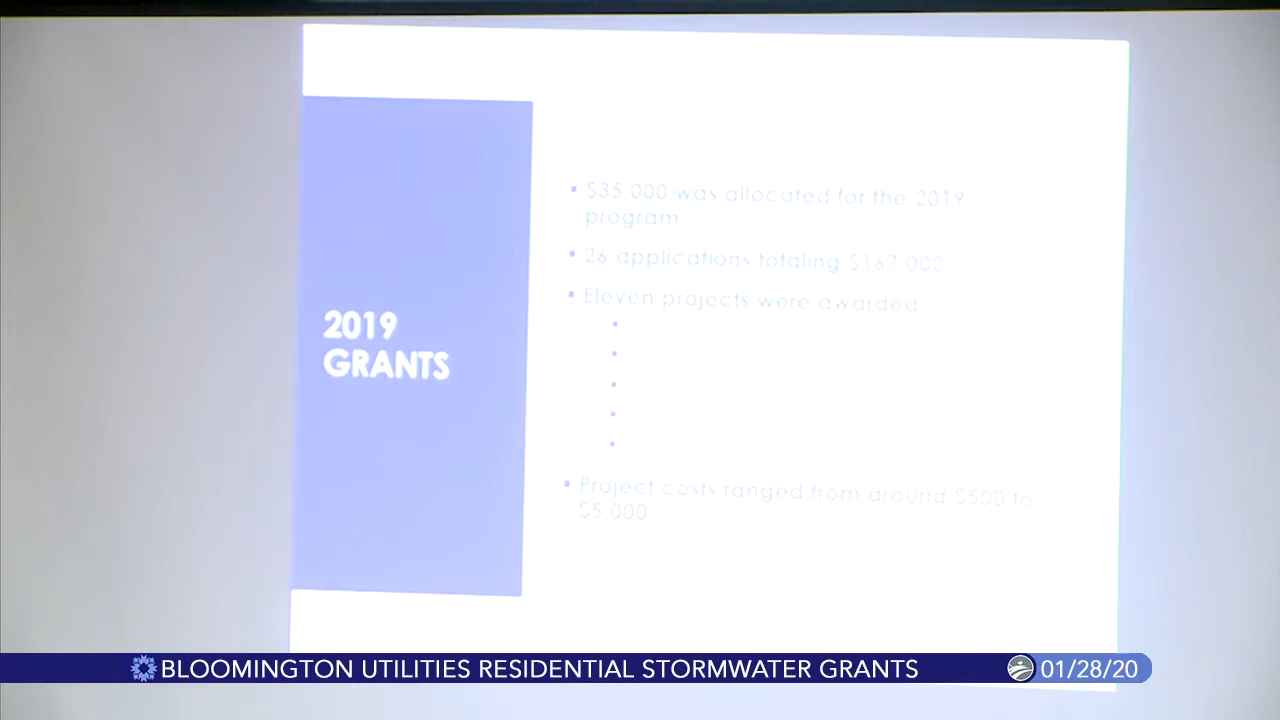 2019
GRANTS
$35 000 was allocated for the 2019
program
26 applications totaling $167 000
Eleven projects were awarded
Project costs ranged from around $500 to
$5 000
BLOOMINGTON UTILITIES RESIDENTIAL STORMWATER GRANTS
01/28/20